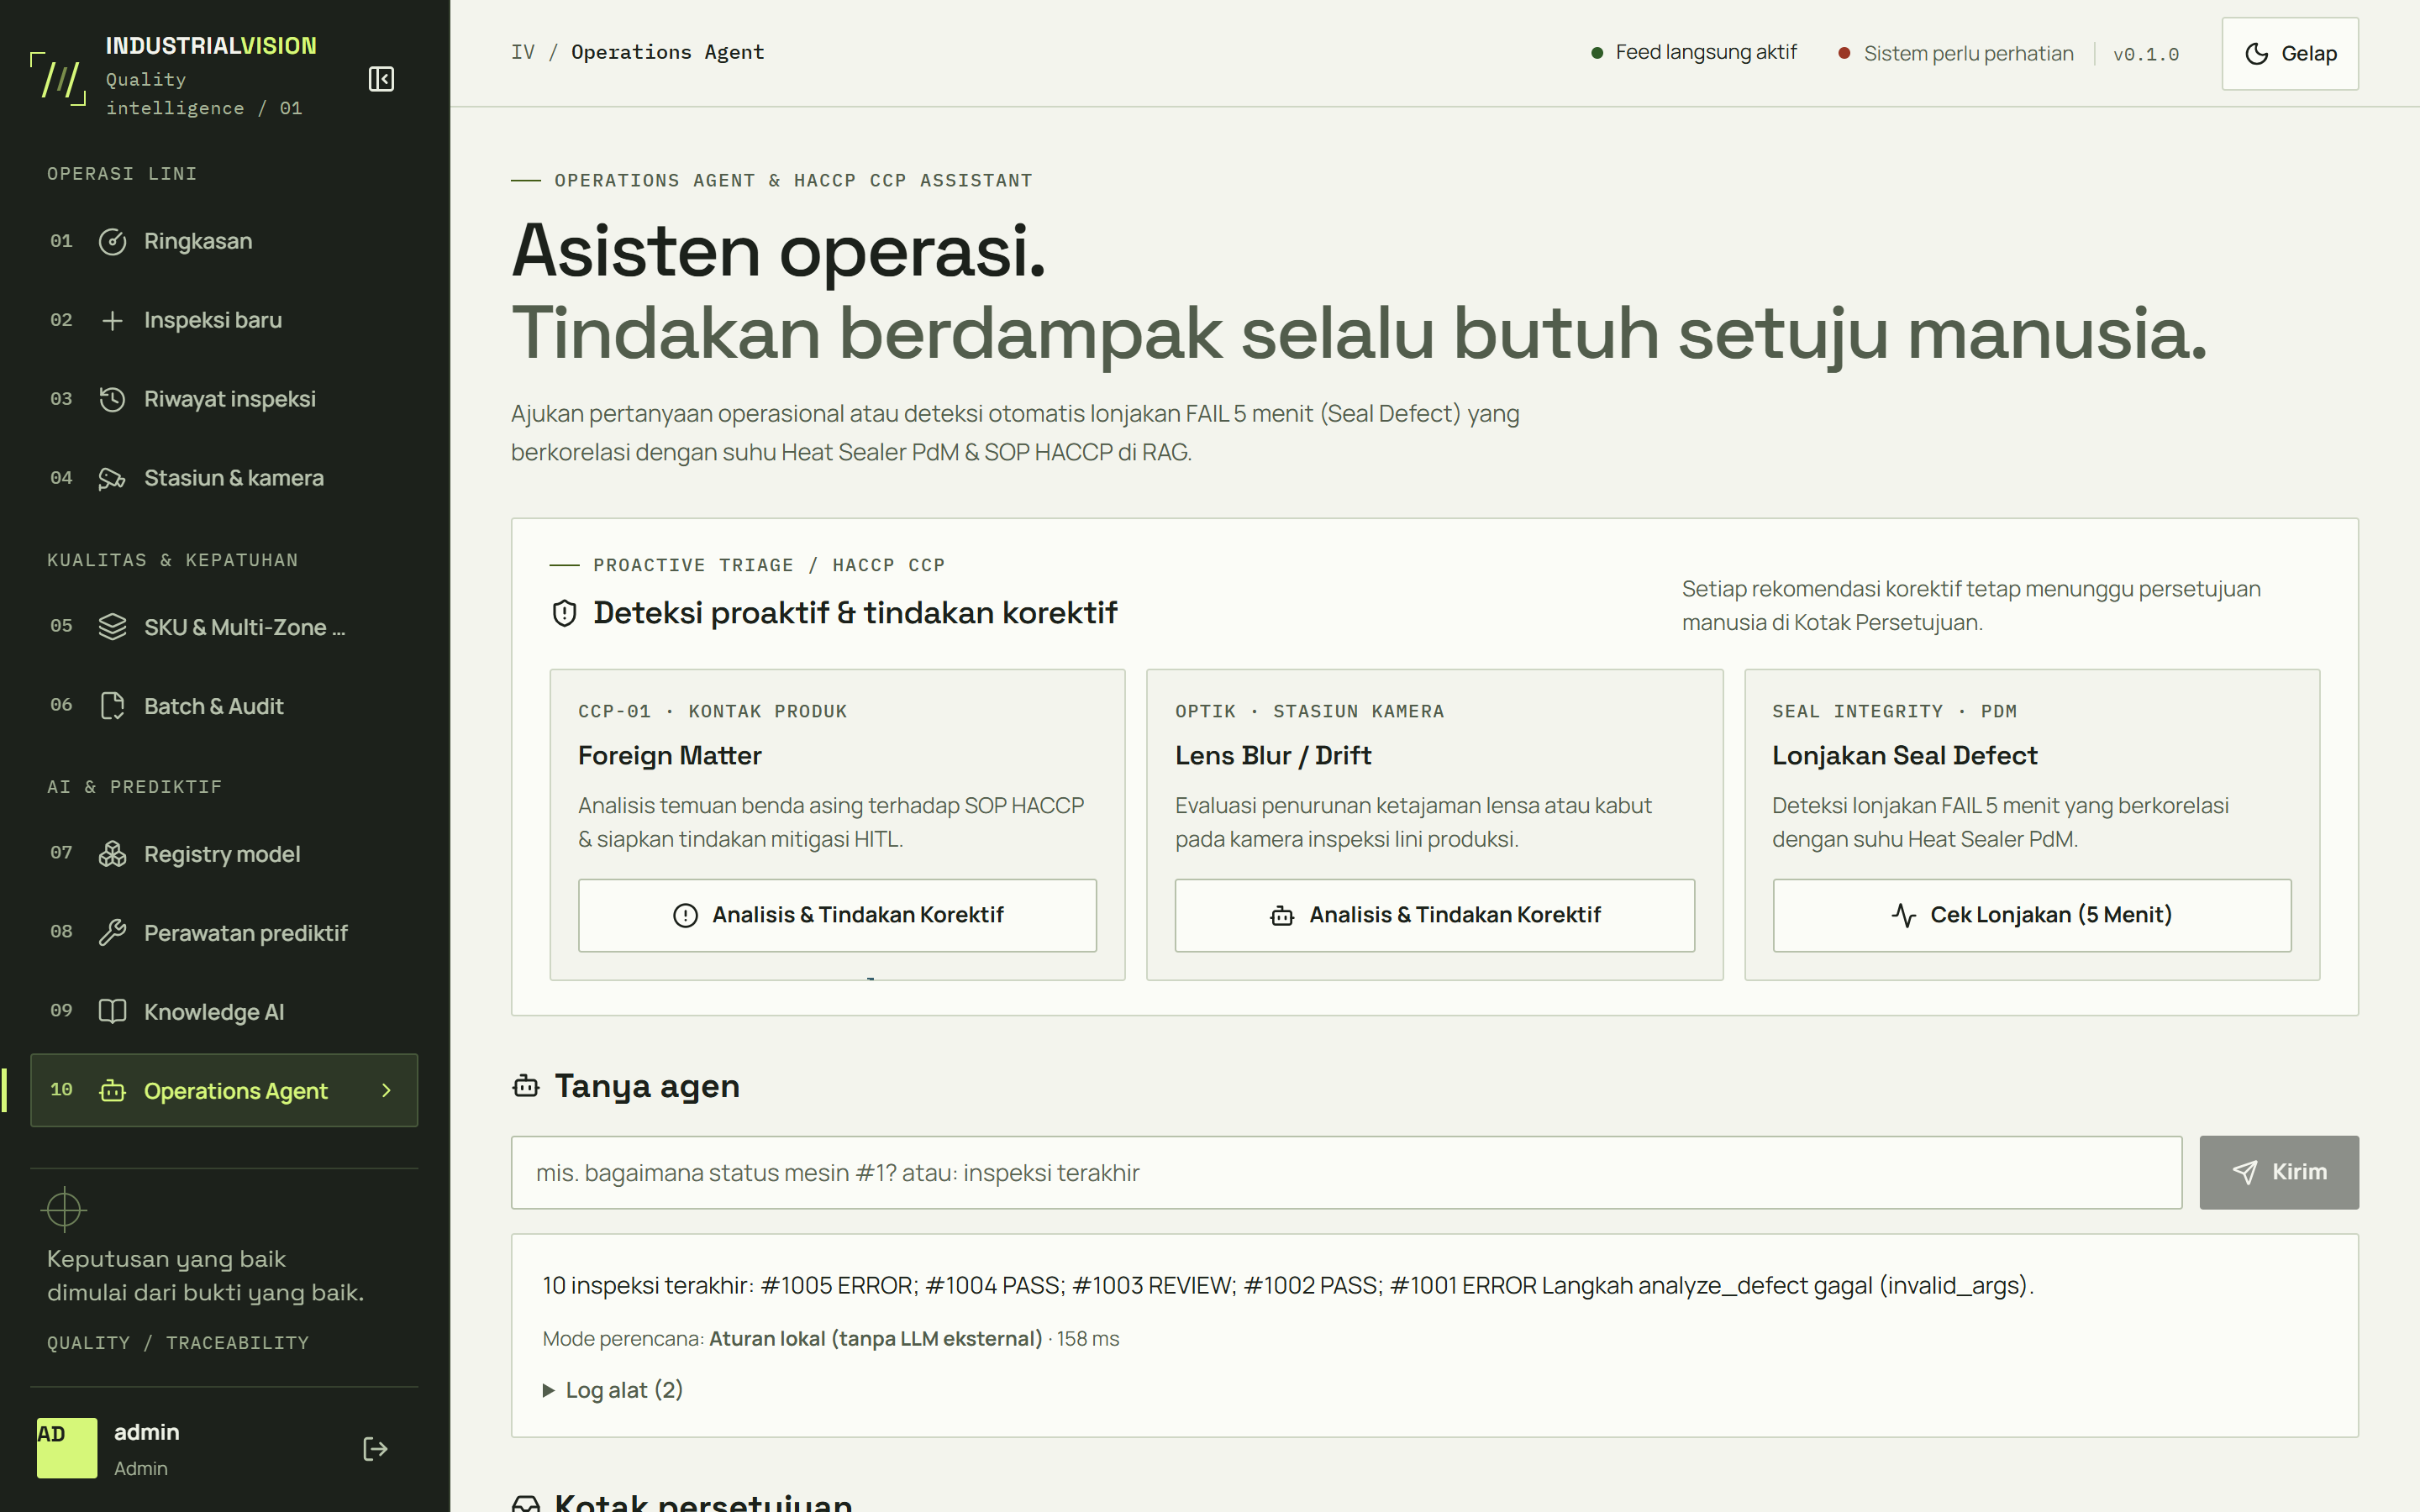 INDUSTRIALVISION
Quality
intelligence / 01
OPERASI LINI
01 Ringkasan
02 Inspeksi baru
03 Riwayat inspeksi
04 Stasiun & kamera
KUALITAS & KEPATUHAN
05 SKU & Multi-Zone ...
06 Batch & Audit
AI & PREDIKTIF
07 Registry model
08 Perawatan prediktif
09 Knowledge AI
10 Operations Agent
Keputusan yang baik
dimulai dari bukti yang baik.
QUALITY / TRACEABILITY
AD
admin
Admin
IV / Operations Agent
Feed langsung aktif
Sistem perlu perhatian
v0.1.0
Gelap
OPERATIONS AGENT & HACCP CCP ASSISTANT
Asisten operasi.
Tindakan berdampak selalu butuh setuju manusia.
Ajukan pertanyaan operasional atau deteksi otomatis lonjakan FAIL 5 menit (Seal Defect) yang
berkorelasi dengan suhu Heat Sealer PdM & SOP HACCP di RAG.
PROACTIVE TRIAGE / HACCP CCP
Deteksi proaktif & tindakan korektif
Setiap rekomendasi korektif tetap menunggu persetujuan
manusia di Kotak Persetujuan.
CCP-01 · KONTAK PRODUK
Foreign Matter
Analisis temuan benda asing terhadap SOP HACCP
& siapkan tindakan mitigasi HITL.
Analisis & Tindakan Korektif
OPTIK · STASIUN KAMERA
Lens Blur / Drift
Evaluasi penurunan ketajaman lensa atau kabut
pada kamera inspeksi lini produksi.
Analisis & Tindakan Korektif
SEAL INTEGRITY · PDM
Lonjakan Seal Defect
Deteksi lonjakan FAIL 5 menit yang berkorelasi
dengan suhu Heat Sealer PdM.
Cek Lonjakan (5 Menit)
Tanya agen
mis. bagaimana status mesin #1? atau: inspeksi terakhir
Kirim
10 inspeksi terakhir: #1005 ERROR; #1004 PASS; #1003 REVIEW; #1002 PASS; #1001 ERROR Langkah analyze_defect gagal (invalid_args).
Mode perencana: Aturan lokal (tanpa LLM eksternal) · 158 ms
Log alat (2)
Kotak persetujuan